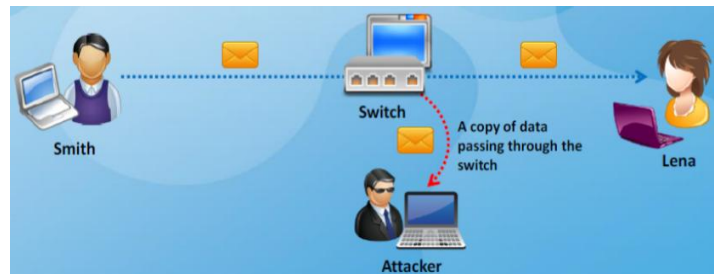 Smith
Switch
A copy of data
passing through the
switch
Lena
Attacker